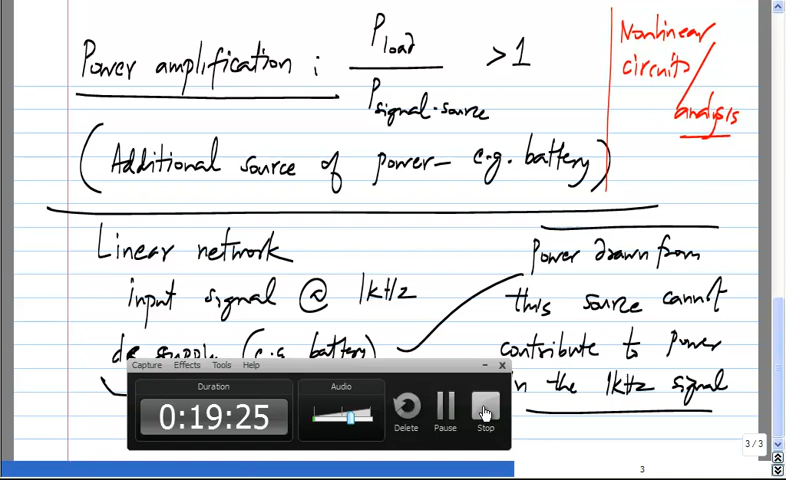 Power amplification : P load / P signal-source > 1
Nonlinear
circuits /
analysis
(Additional source of power - e.g. battery)
Linear network
input signal @ 1kHz
dc supply (e.g. battery)
Power drawn from
this source cannot
contribute to power
in the 1kHz signal
Capture Effects Tools Help
Duration
Audio
0:19:25
Delete Pause Stop
3/3
3